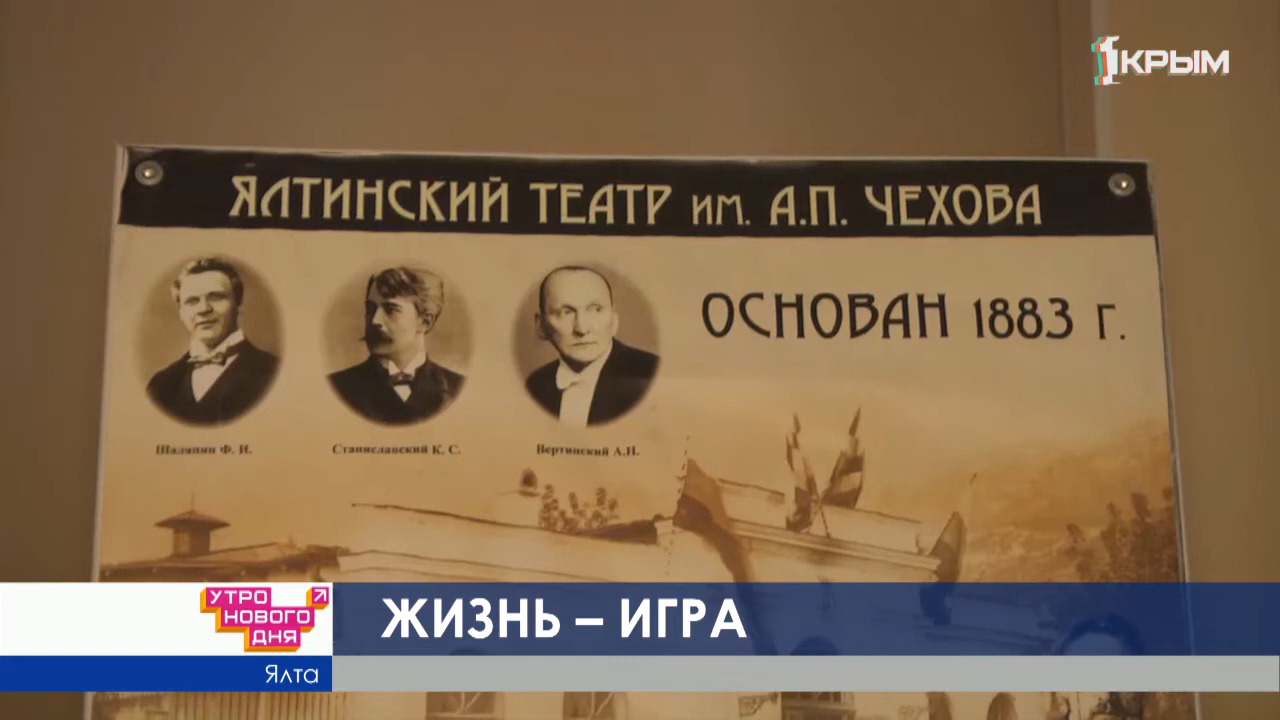 1КРЫМ
ЯЛТИНСКИЙ ТЕАТР ИМ. А.П. ЧЕХОВА
ОСНОВАН 1883 Г.
Шаляпин Ф. И.
Станиславский К. С.
Вертинский А.Н.
УТРО
НОВОГО
ДНЯ
ЖИЗНЬ – ИГРА
Ялта